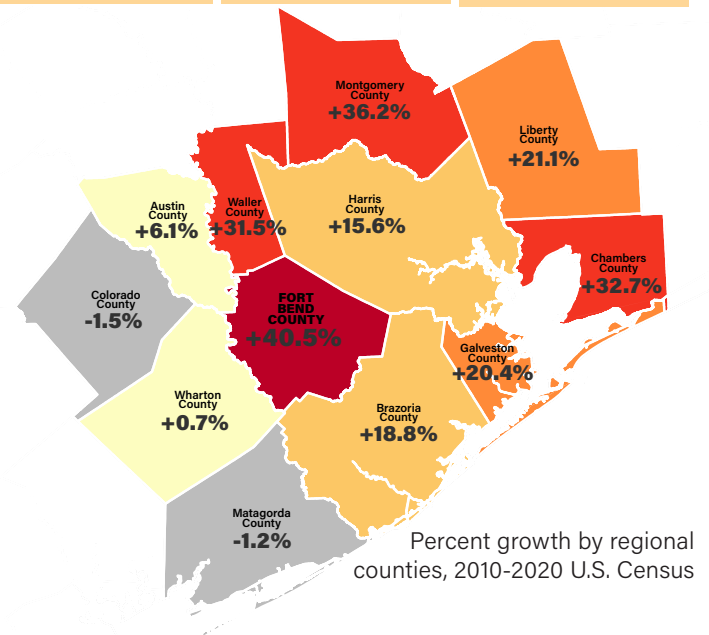 Montgomery
County
+36.2%
Liberty
County
+21.1%
Austin
County
+6.1%
Waller
County
+31.5%
Harris
County
+15.6%
Chambers
County
+32.7%
Colorado
County
-1.5%
FORT
BEND
COUNTY
+40.5%
Galveston
County
+20.4%
Wharton
County
+0.7%
Brazoria
County
+18.8%
Matagorda
County
-1.2%
Percent growth by regional
counties, 2010-2020 U.S. Census